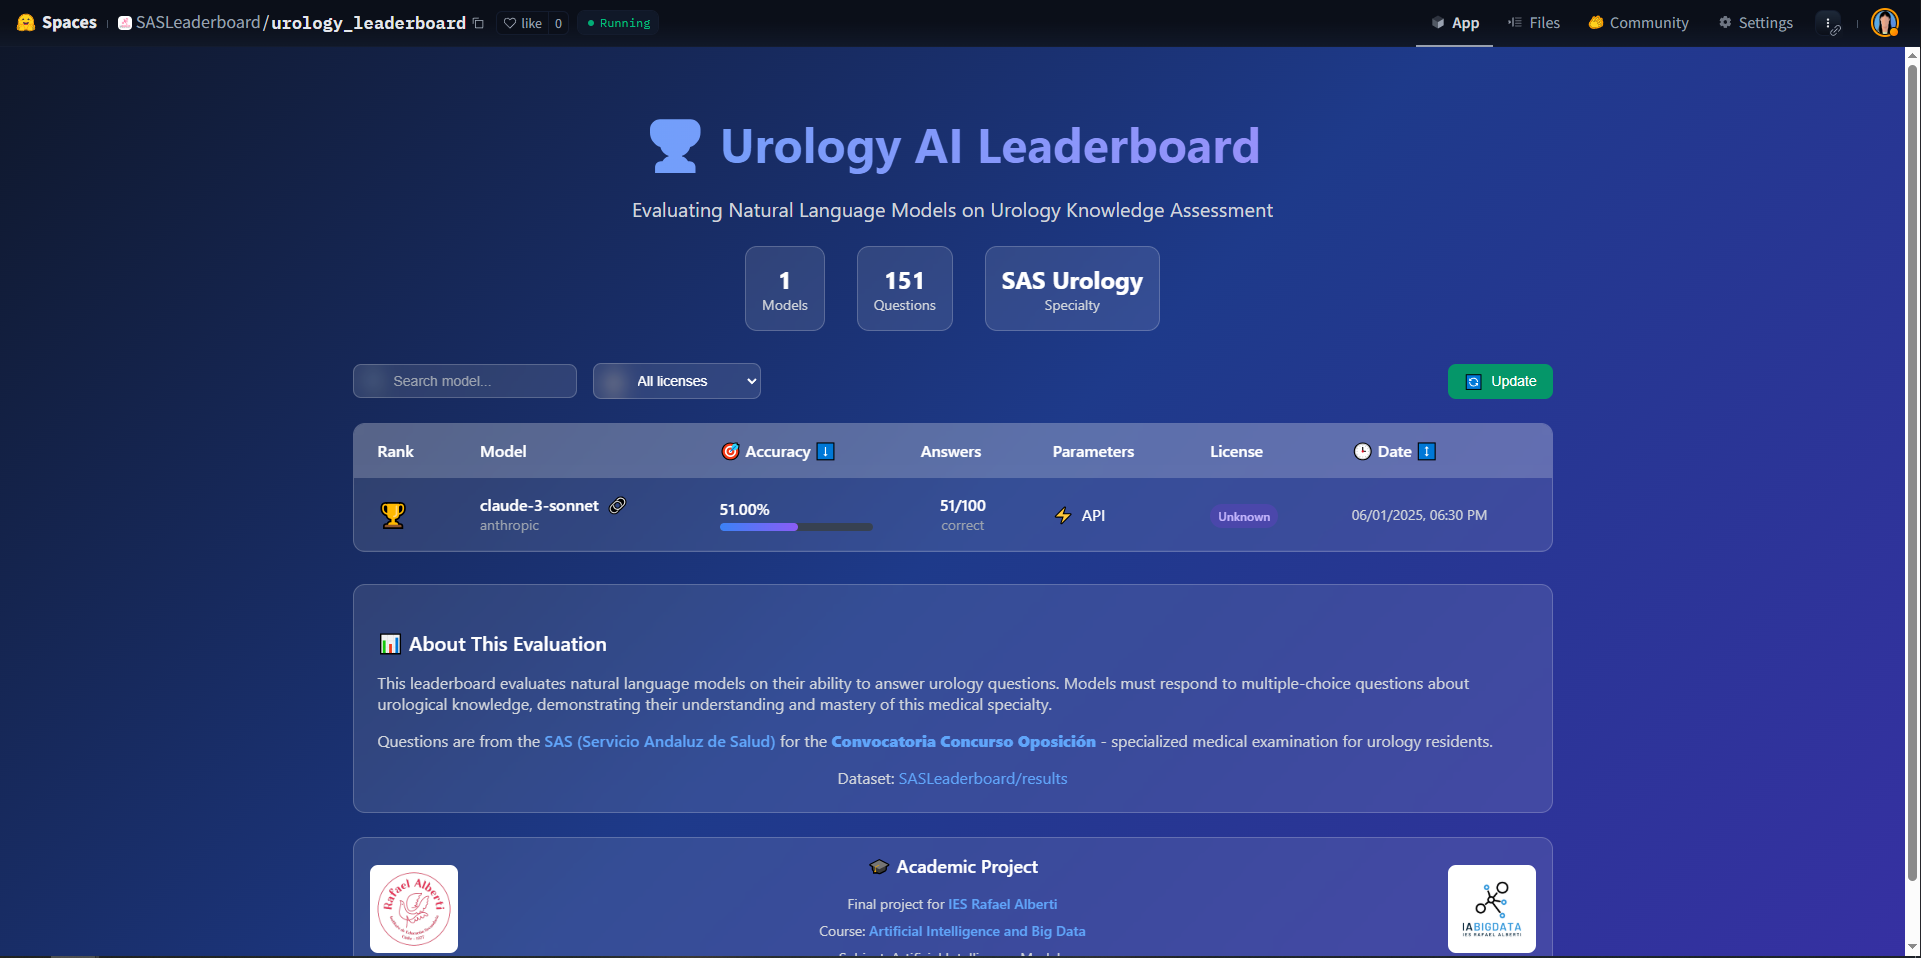 Spaces
SASLeaderboard/urology_leaderboard
like 0
Running
App
Files
Community
Settings
Urology AI Leaderboard
Evaluating Natural Language Models on Urology Knowledge Assessment
1
Models
151
Questions
SAS Urology
Specialty
Search model...
All licenses
Update
Rank Model Accuracy Answers Parameters License Date
claude-3-sonnet
anthropic
51.00%
51/100
correct
API
Unknown
06/01/2025, 06:30 PM
About This Evaluation
This leaderboard evaluates natural language models on their ability to answer urology questions. Models must respond to multiple-choice questions about
urological knowledge, demonstrating their understanding and mastery of this medical specialty.
Questions are from the SAS (Servicio Andaluz de Salud) for the Convocatoria Concurso Oposición - specialized medical examination for urology residents.
Dataset: SASLeaderboard/results
Rafael Alberti
Academic Project
Final project for IES Rafael Alberti
Course: Artificial Intelligence and Big Data
IABIGDATA
IES RAFAEL ALBERTI